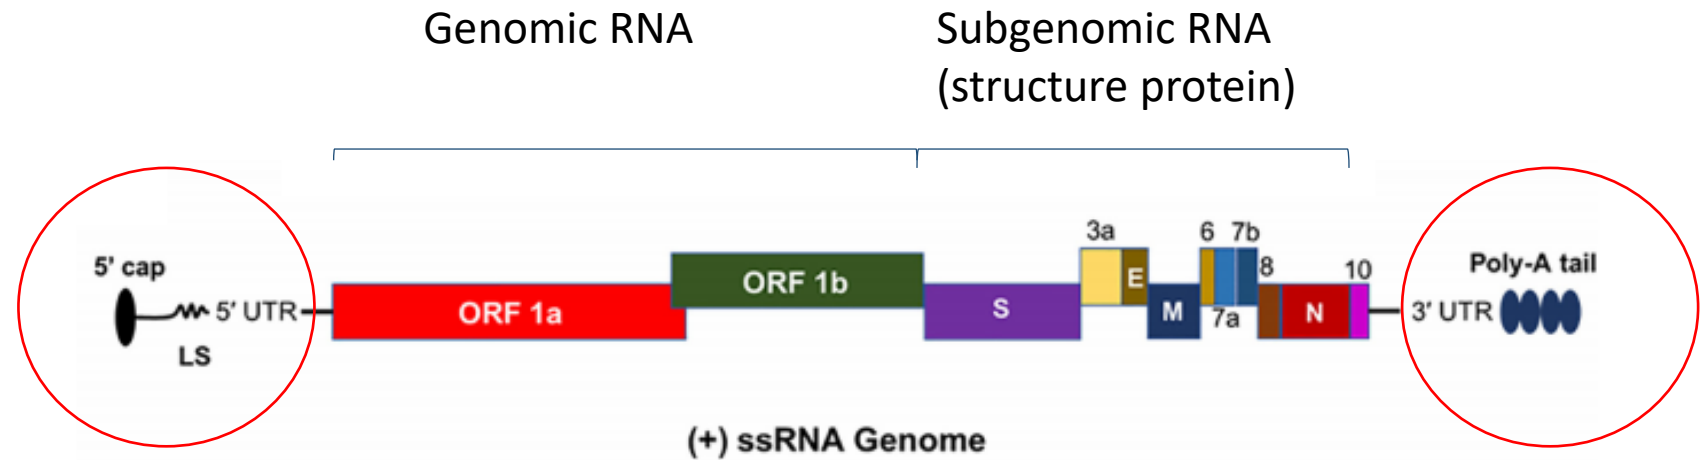 Genomic RNA
Subgenomic RNA
(structure protein)
5' cap
LS
5' UTR
ORF 1a
ORF 1b
S
3a
E
M
6
7a
7b
8
N
10
3' UTR
Poly-A tail
(+) ssRNA Genome